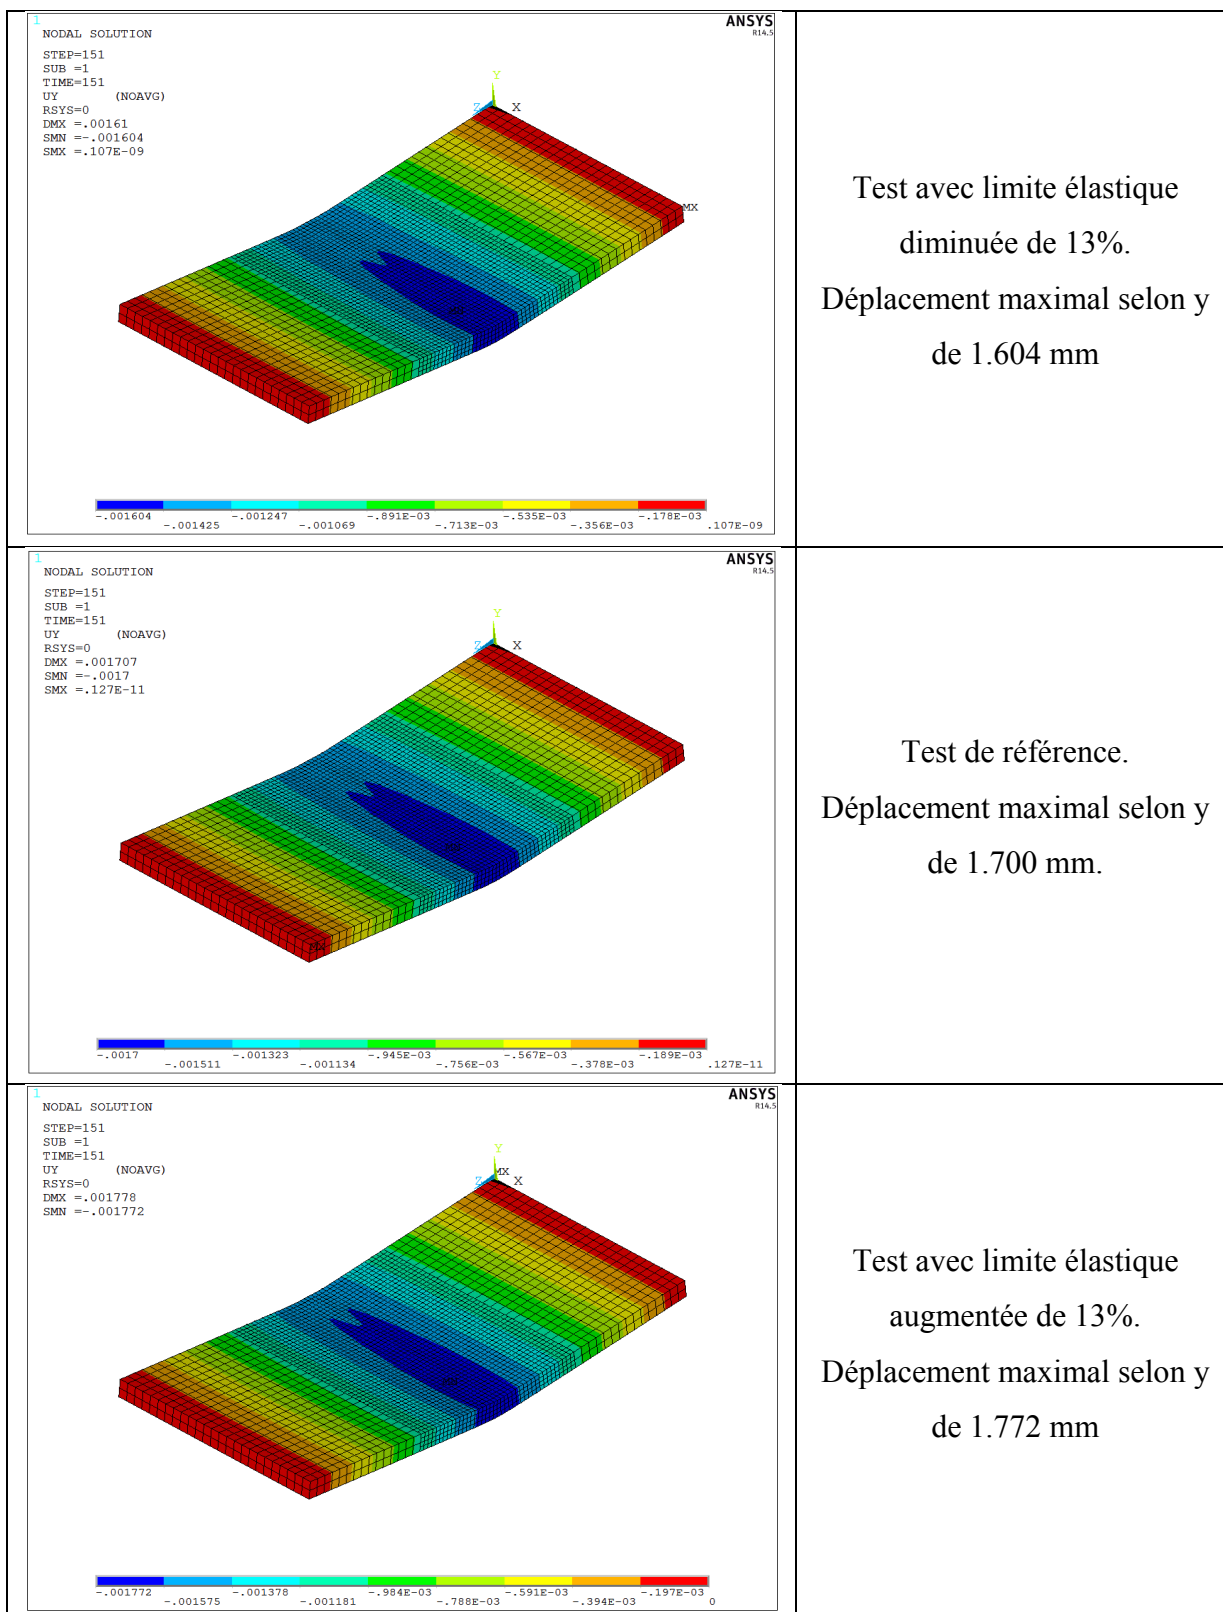 1
ANSYS
R14.5
NODAL SOLUTION
STEP=151
SUB =1
TIME=151
UY (NOAVG)
RSYS=0
DMX =.00161
SMN =-.001604
SMX =.107E-09
Y
Z X
MX
-.001604 -.001247 -.891E-03 -.535E-03 -.178E-03
-.001425 -.001069 -.713E-03 -.356E-03 .107E-09
Test avec limite élastique
diminuée de 13%.
Déplacement maximal selon y
de 1.604 mm
1
ANSYS
R14.5
NODAL SOLUTION
STEP=151
SUB =1
TIME=151
UY (NOAVG)
RSYS=0
DMX =.001707
SMN =-.0017
SMX =.127E-11
Y
Z X
-.0017 -.001323 -.945E-03 -.567E-03 -.189E-03
-.001511 -.001134 -.756E-03 -.378E-03 .127E-11
Test de référence.
Déplacement maximal selon y
de 1.700 mm.
1
ANSYS
R14.5
NODAL SOLUTION
STEP=151
SUB =1
TIME=151
UY (NOAVG)
RSYS=0
DMX =.001778
SMN =-.001772
Y
MX
Z X
-.001772 -.001378 -.984E-03 -.591E-03 -.197E-03
-.001575 -.001181 -.788E-03 -.394E-03 0
Test avec limite élastique
augmentée de 13%.
Déplacement maximal selon y
de 1.772 mm